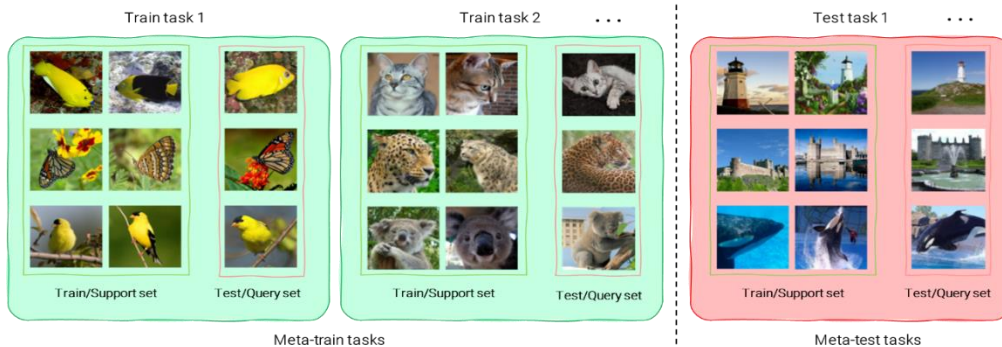 Train task 1
Train task 2
• • •
Test task 1
• • •
Train/Support set
Test/Query set
Train/Support set
Test/Query set
Train/Support set
Test/Query set
Meta-train tasks
Meta-test tasks